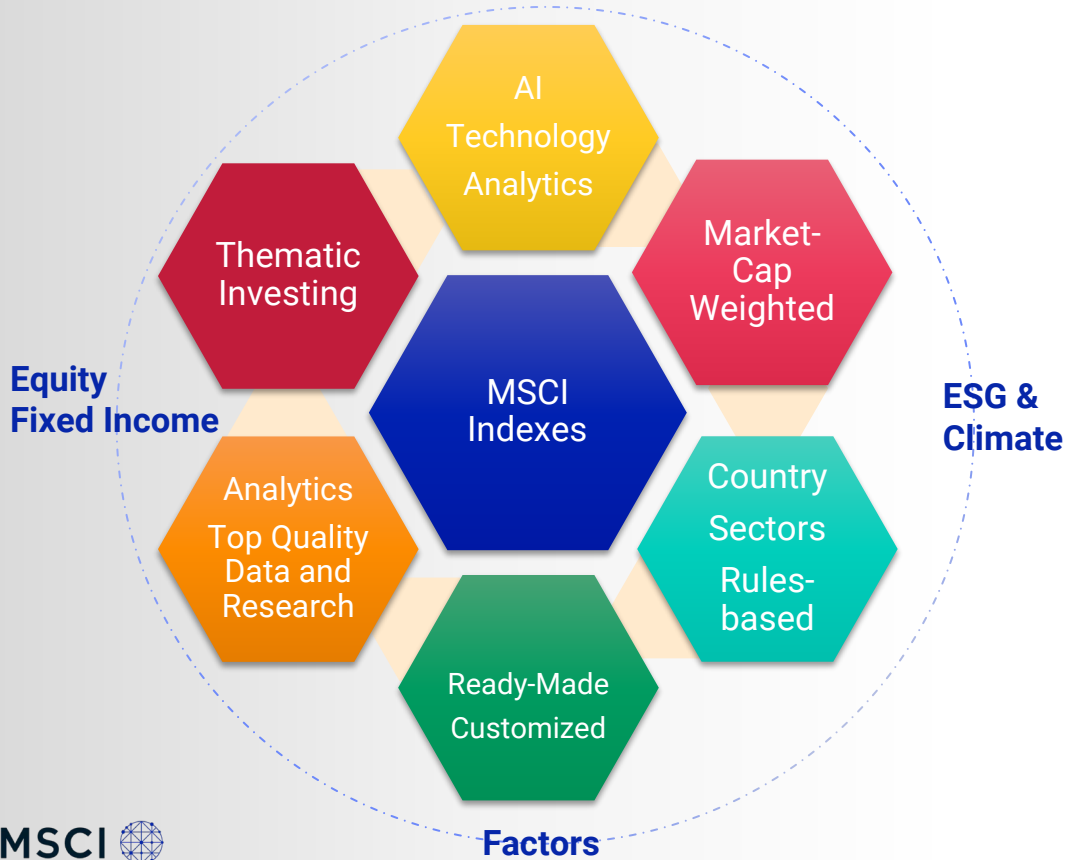 AI
Technology
Analytics
Market-
Cap
Weighted
Thematic
Investing
MSCI
Indexes
Equity
Fixed Income
ESG &
Climate
Country
Sectors
Rules-
based
Analytics
Top Quality
Data and
Research
Ready-Made
Customized
Factors
MSCI